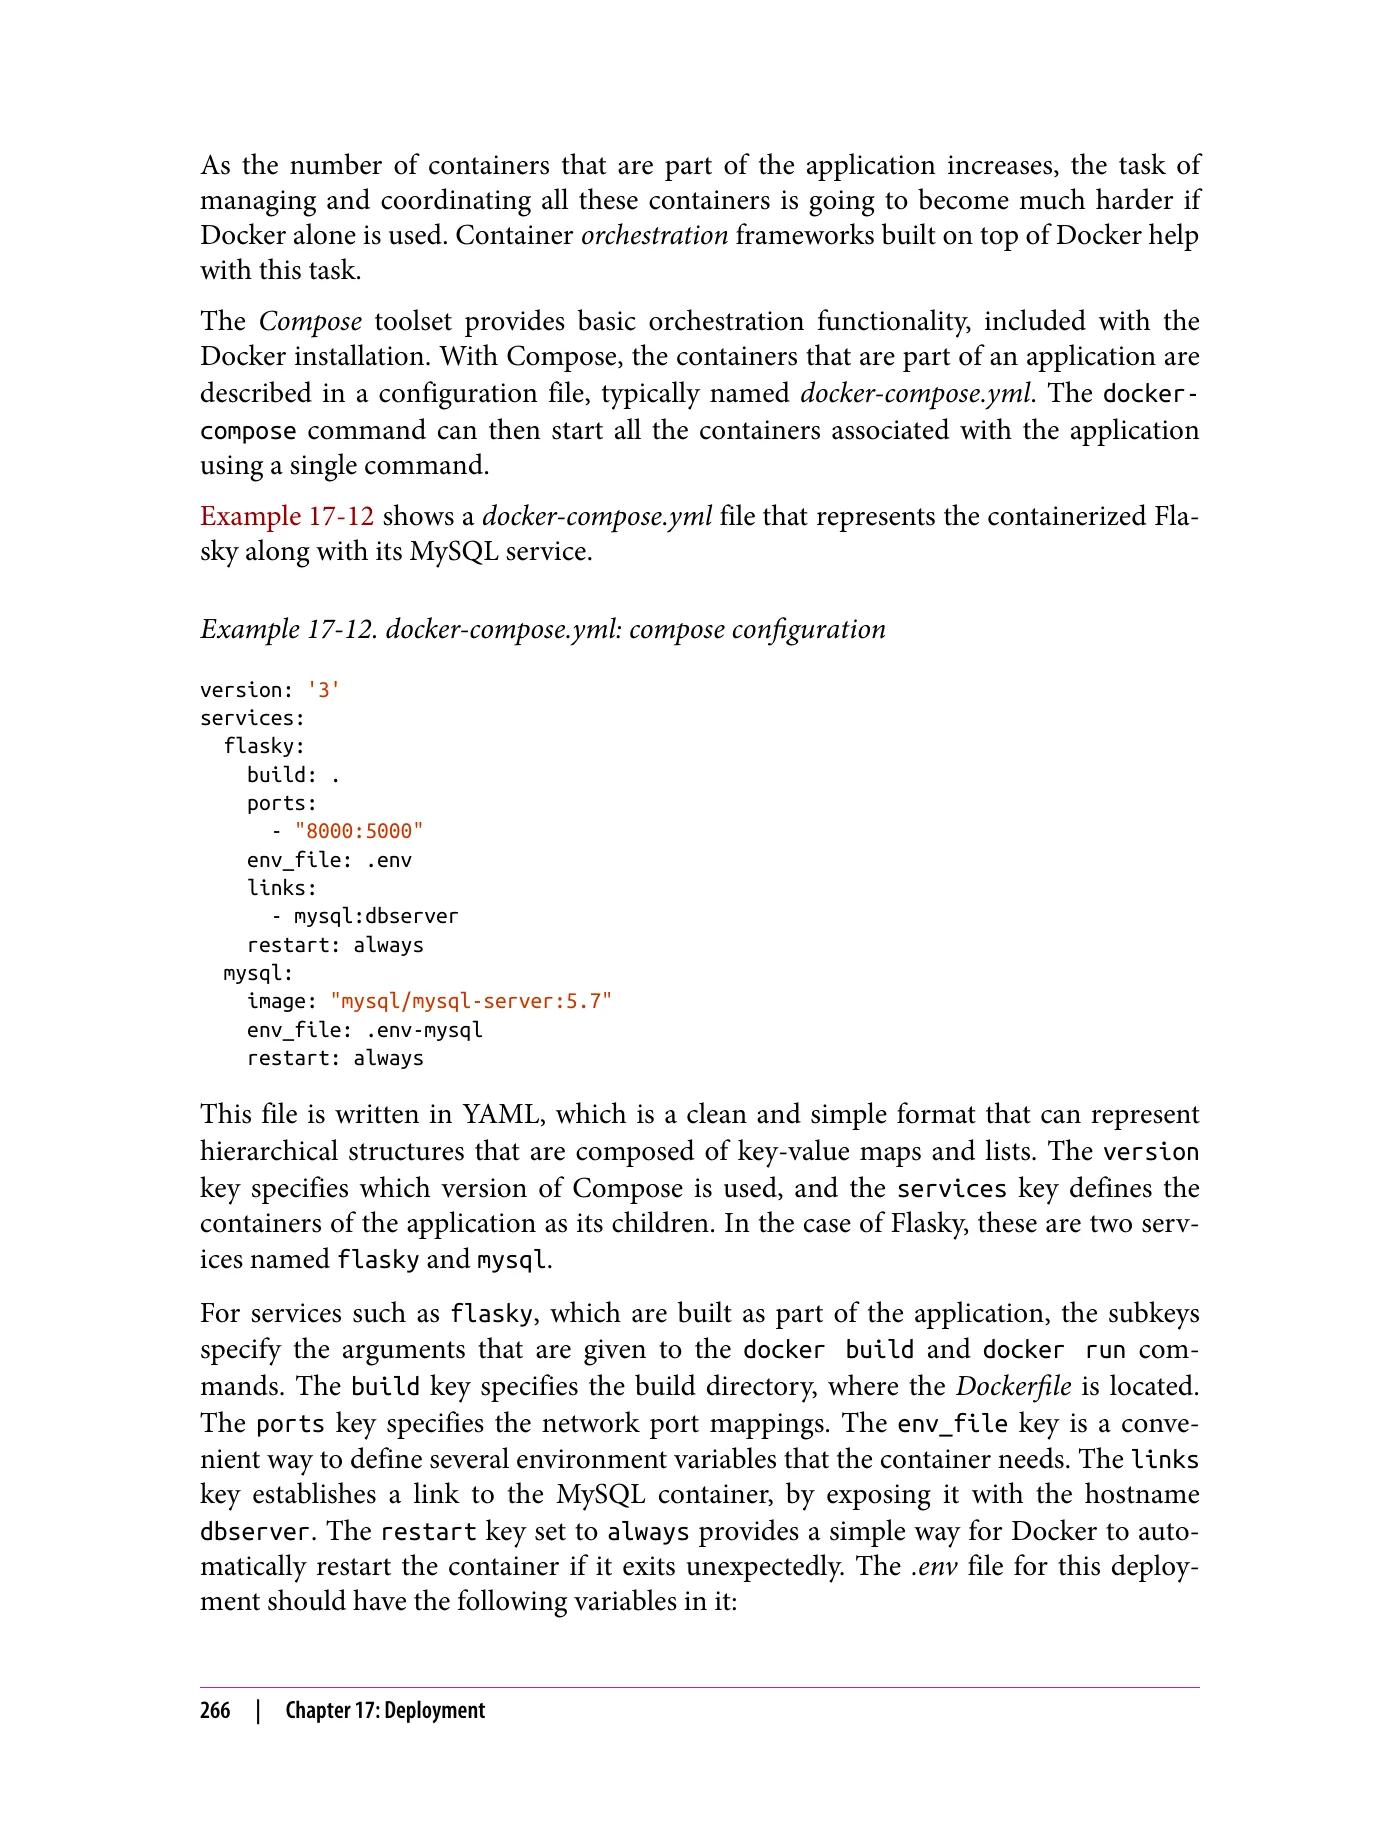 As the number of containers that are part of the application increases, the task of
managing and coordinating all these containers is going to become much harder if
Docker alone is used. Container orchestration frameworks built on top of Docker help
with this task.
The Compose toolset provides basic orchestration functionality, included with the
Docker installation. With Compose, the containers that are part of an application are
described in a configuration file, typically named docker-compose.yml. The docker-
compose command can then start all the containers associated with the application
using a single command.
Example 17-12 shows a docker-compose.yml file that represents the containerized Fla-
sky along with its MySQL service.
Example 17-12. docker-compose.yml: compose configuration
version: '3'
services:
  flasky:
    build: .
    ports:
      - "8000:5000"
    env_file: .env
    links:
      - mysql:dbserver
    restart: always
  mysql:
    image: "mysql/mysql-server:5.7"
    env_file: .env-mysql
    restart: always
This file is written in YAML, which is a clean and simple format that can represent
hierarchical structures that are composed of key-value maps and lists. The version
key specifies which version of Compose is used, and the services key defines the
containers of the application as its children. In the case of Flasky, these are two serv-
ices named flasky and mysql.
For services such as flasky, which are built as part of the application, the subkeys
specify the arguments that are given to the docker build and docker run com-
mands. The build key specifies the build directory, where the Dockerfile is located.
The ports key specifies the network port mappings. The env_file key is a conve-
nient way to define several environment variables that the container needs. The links
key establishes a link to the MySQL container, by exposing it with the hostname
dbserver. The restart key set to always provides a simple way for Docker to auto-
matically restart the container if it exits unexpectedly. The .env file for this deploy-
ment should have the following variables in it:
266 | Chapter 17: Deployment